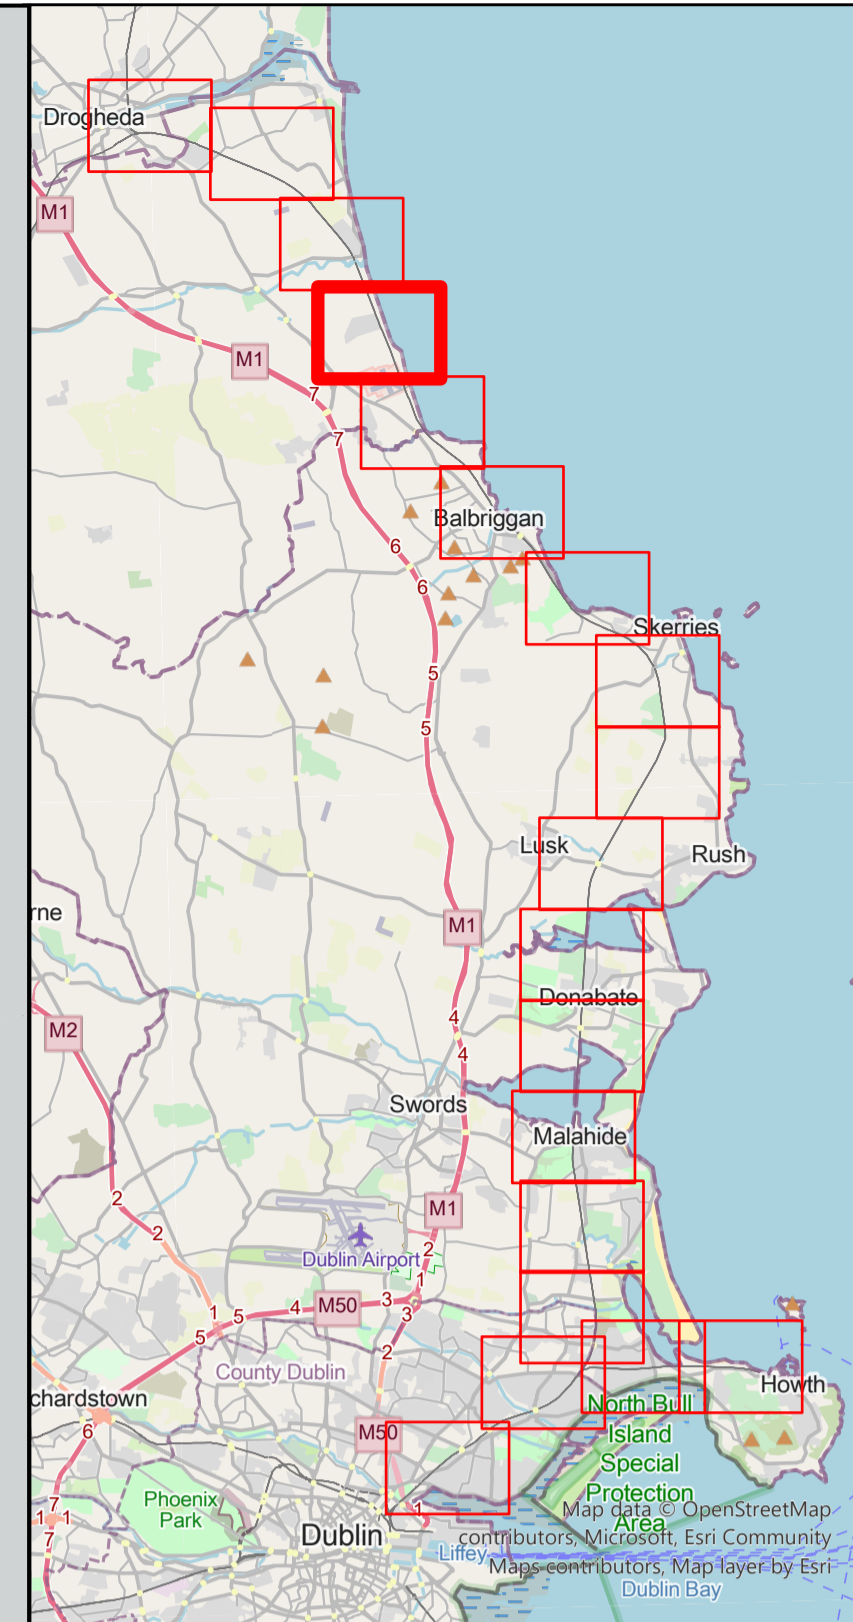 Drogheda
M1
M1
7
7
Balbriggan
6
6
Skerries
5
5
Lusk
Rush
rne
M1
Donabate
M2
4
4
Swords
Malahide
2
M1
2
2
Dublin Airport
1
M50
3
4
5
1
3
5
2
County Dublin
Howth
chardstown
North Bull
Island
Special
Protection
Area
6
M50
Phoenix
Park
7
1 1
7
1
Dublin
Liffey
Map data © OpenStreetMap
contributors, Microsoft, Esri Community
Maps contributors, Map layer by Esri
Dublin Bay